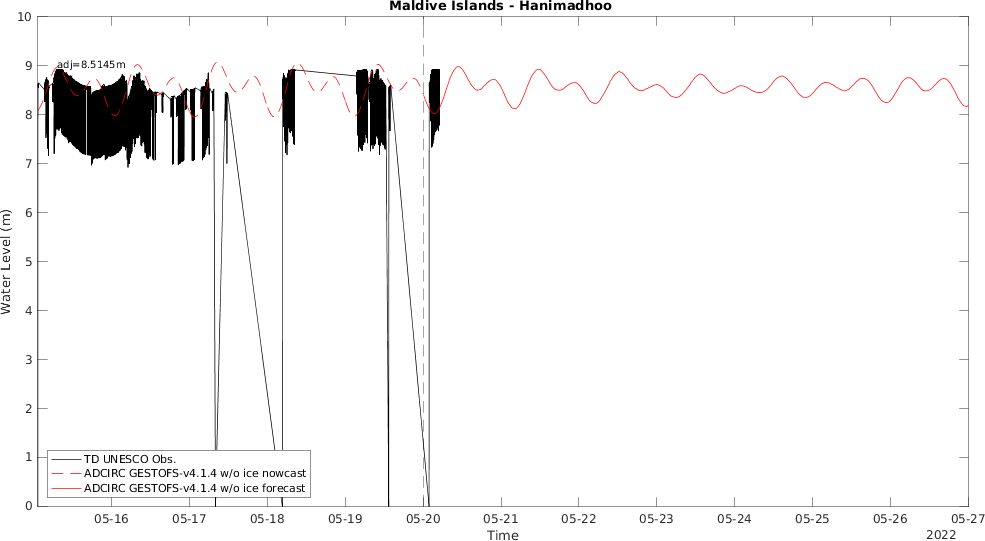 Maldive Islands - Hanimadhoo
10
9
8
7
6
5
4
3
2
1
0
Water Level (m)
adj=8.5145m
TD UNESCO Obs.
ADCIRC GESTOFS-v4.1.4 w/o ice nowcast
ADCIRC GESTOFS-v4.1.4 w/o ice forecast
05-16 05-17 05-18 05-19 05-20 05-21 05-22 05-23 05-24 05-25 05-26 05-27
Time
2022